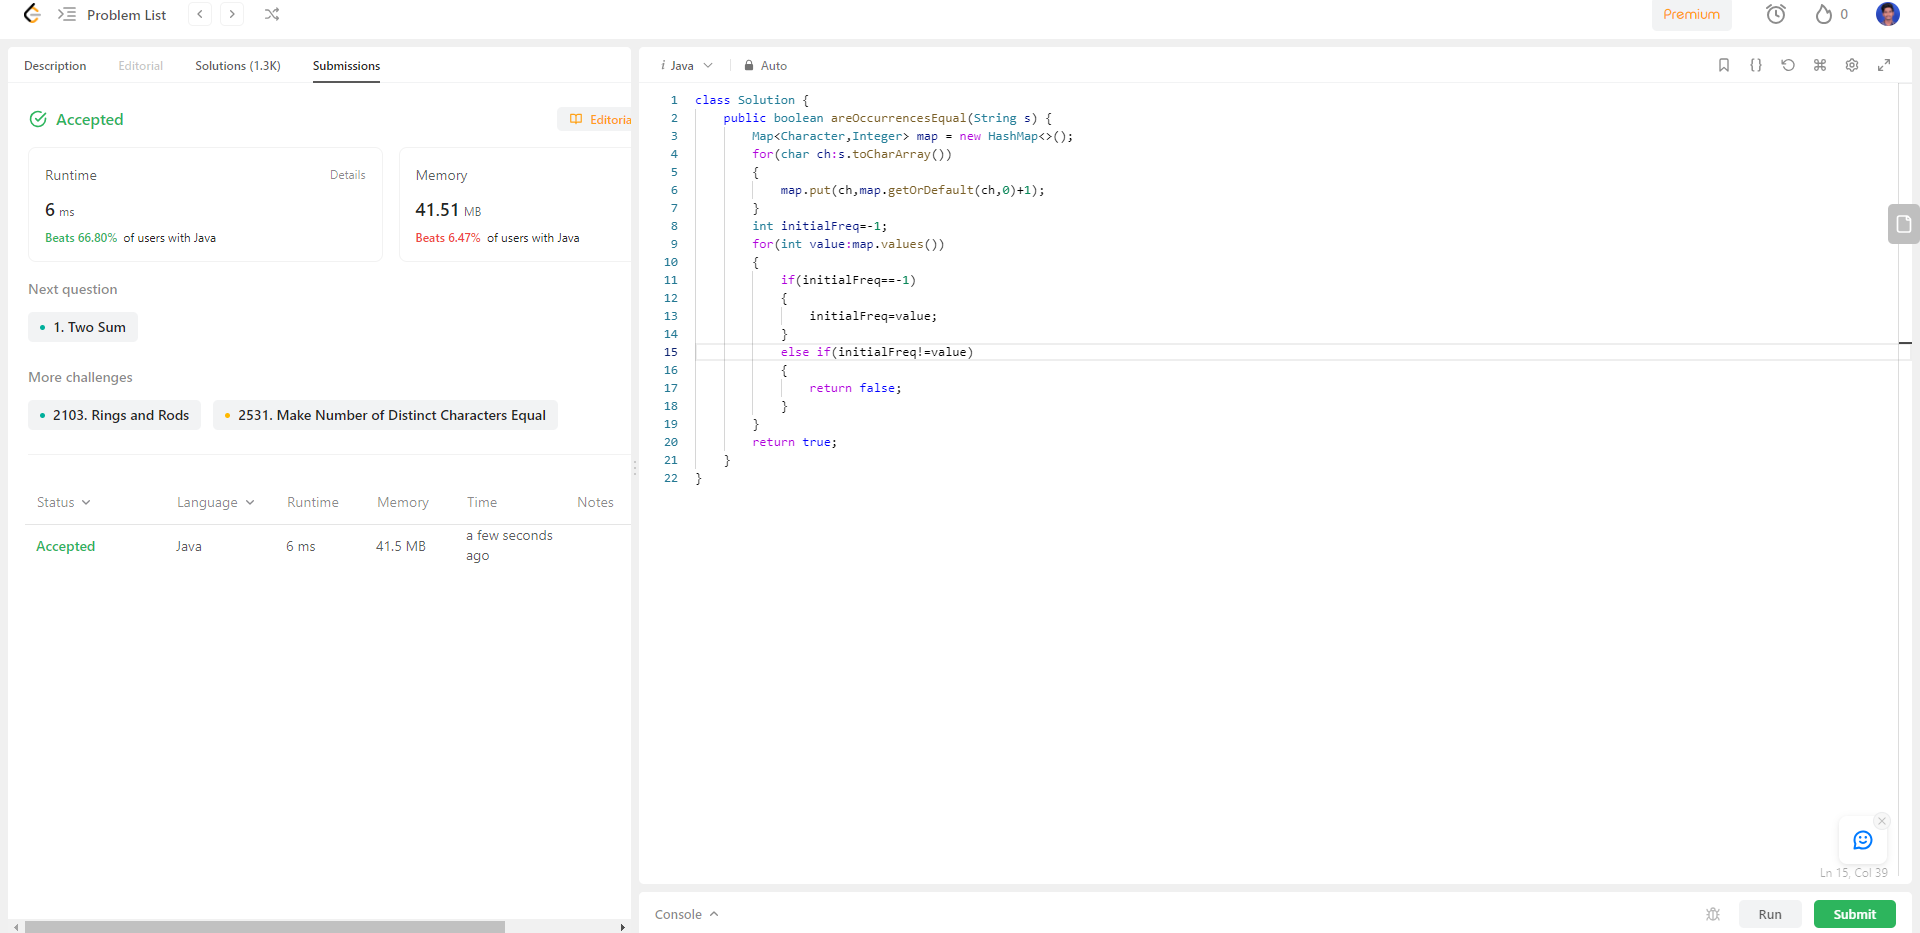 Problem List
Premium
0
Description Editorial Solutions (1.3K) Submissions
Accepted
Editoria
Runtime Details
6 ms
Beats 66.80% of users with Java
Memory
41.51 MB
Beats 6.47% of users with Java
Next question
1. Two Sum
More challenges
2103. Rings and Rods
2531. Make Number of Distinct Characters Equal
Status Language Runtime Memory Time Notes
Accepted Java 6 ms 41.5 MB a few seconds
ago
i Java Auto
1 class Solution {
2 public boolean areOccurrencesEqual(String s) {
3 Map<Character,Integer> map = new HashMap<>();
4 for(char ch:s.toCharArray())
5 {
6 map.put(ch,map.getOrDefault(ch,0)+1);
7 }
8 int initialFreq=-1;
9 for(int value:map.values())
10 {
11 if(initialFreq==-1)
12 {
13 initialFreq=value;
14 }
15 else if(initialFreq!=value)
16 {
17 return false;
18 }
19 }
20 return true;
21 }
22 }
Ln 15, Col 39
Console
Run
Submit